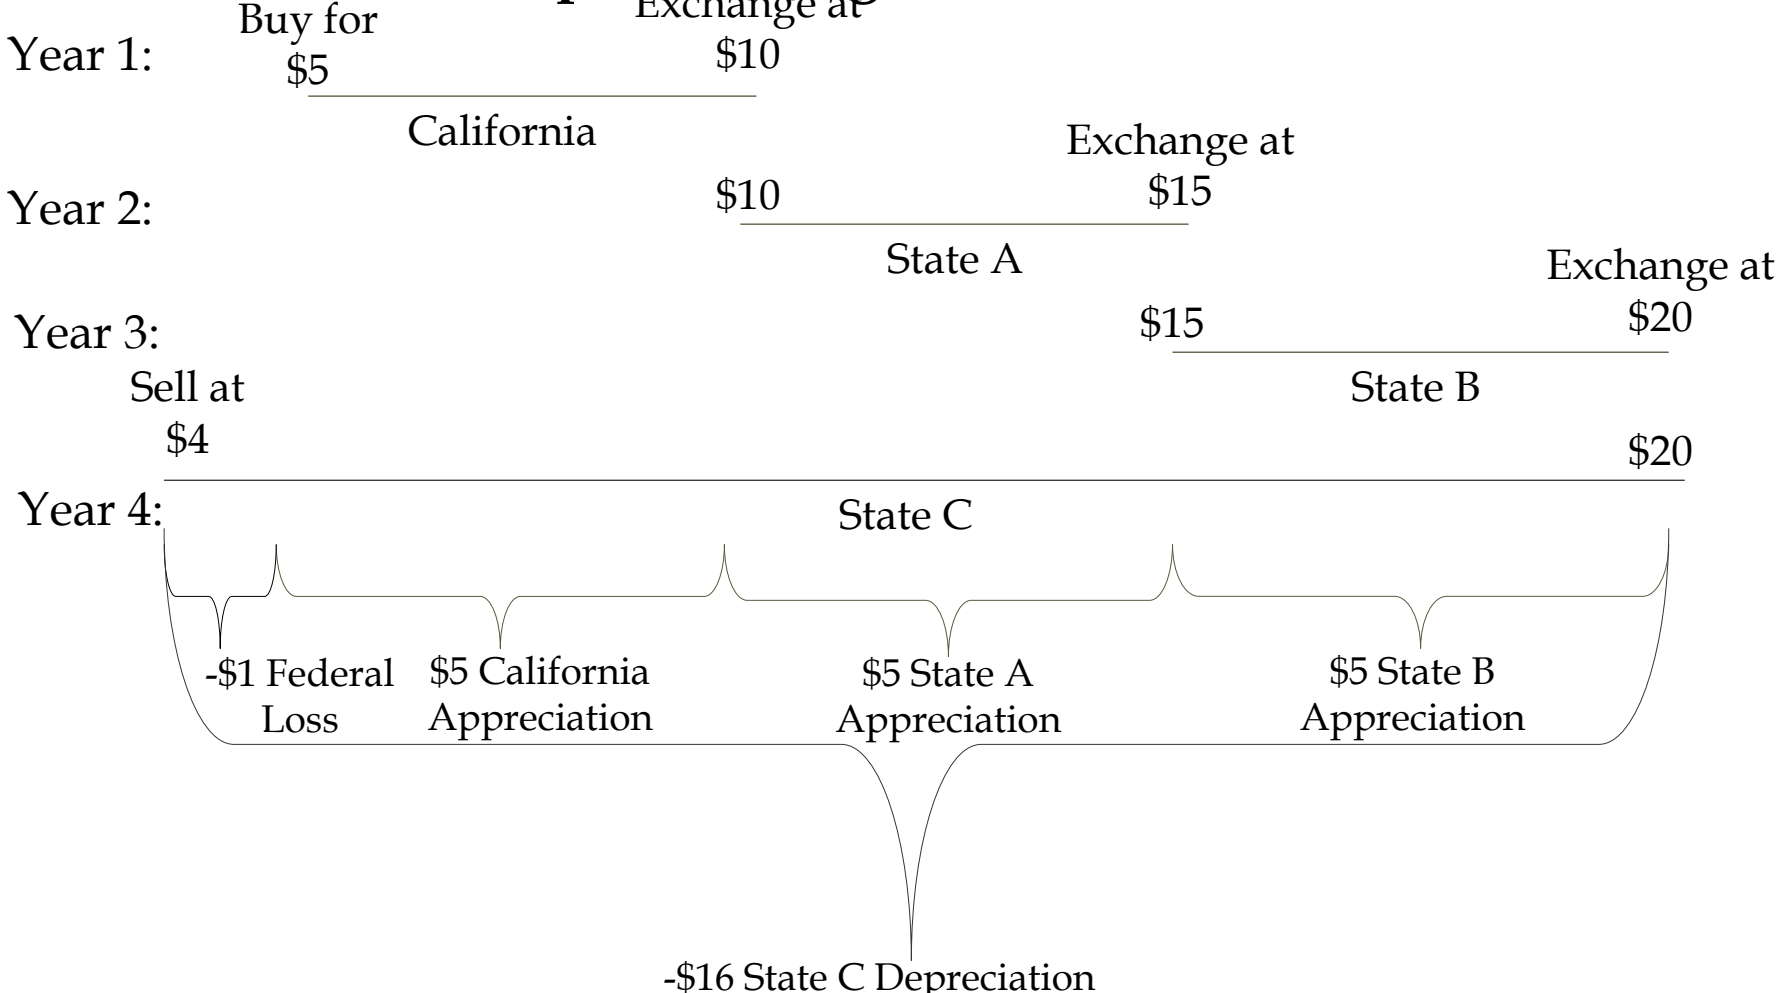 Exchange at
Buy for
Year 1:
$5
$10
California
Exchange at
Year 2:
$10
$15
State A
Exchange at
Year 3:
$15
$20
Sell at
State B
$4
$20
Year 4:
State C
-$1 Federal
Loss
$5 California
Appreciation
$5 State A
Appreciation
$5 State B
Appreciation
-$16 State C Depreciation